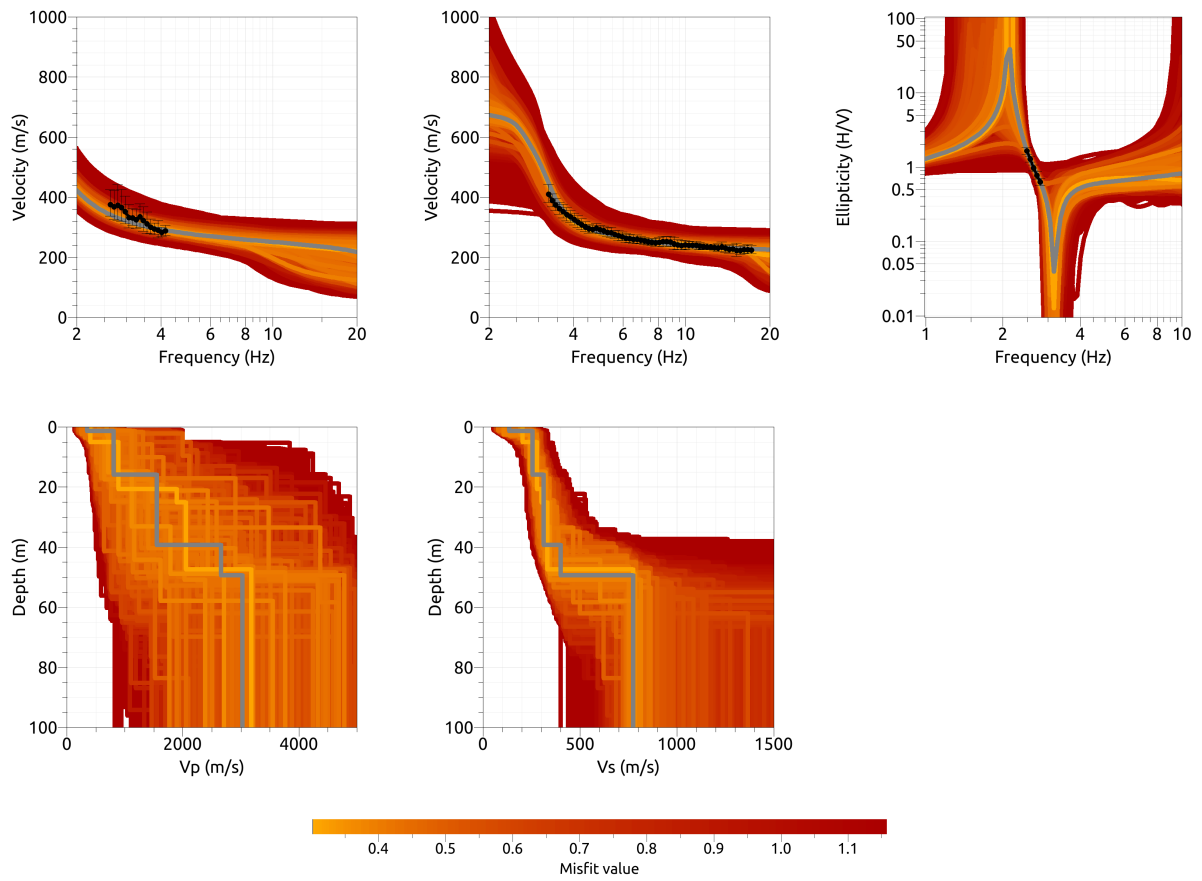 1000
800
600
400
200
0
Velocity (m/s)
2 4 6 8 10 20
Frequency (Hz)
1000
800
600
400
200
0
Velocity (m/s)
2 4 6 8 10 20
Frequency (Hz)
100
50
10
5
1
0.5
0.1
0.05
0.01
Ellipticity (H/V)
1 2 4 6 8 10
Frequency (Hz)
0
20
40
60
80
100
Depth (m)
0 2000 4000
Vp (m/s)
0
20
40
60
80
100
Depth (m)
0 500 1000 1500
Vs (m/s)
0.4 0.5 0.6 0.7 0.8 0.9 1.0 1.1
Misfit value